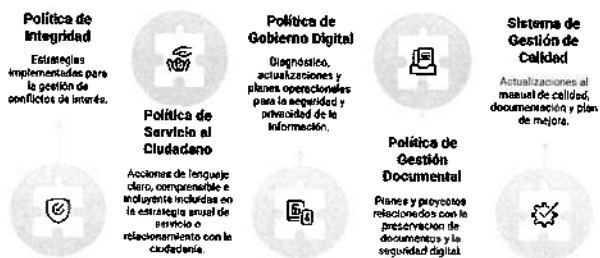 Política de
Integridad
Estrategias
implementadas para
la gestión de
conflictos de interés.
Política de
Servicio al
Ciudadano
Acciones de lenguaje
claro, comprensible e
incluyente incluidas en
la estrategia anual de
servicio o
relacionamiento con la
ciudadanía.
Política de
Gobierno Digital
Diagnóstico,
actualizaciones y
planes operacionales
para la seguridad y
privacidad de la
información.
Política de
Gestión
Documental
Planes y proyectos
relacionados con la
preservación de
documentos y la
seguridad digital.
Sistema de
Gestión de
Calidad
Actualizaciones al
manual de calidad,
documentación y plan
de mejora.